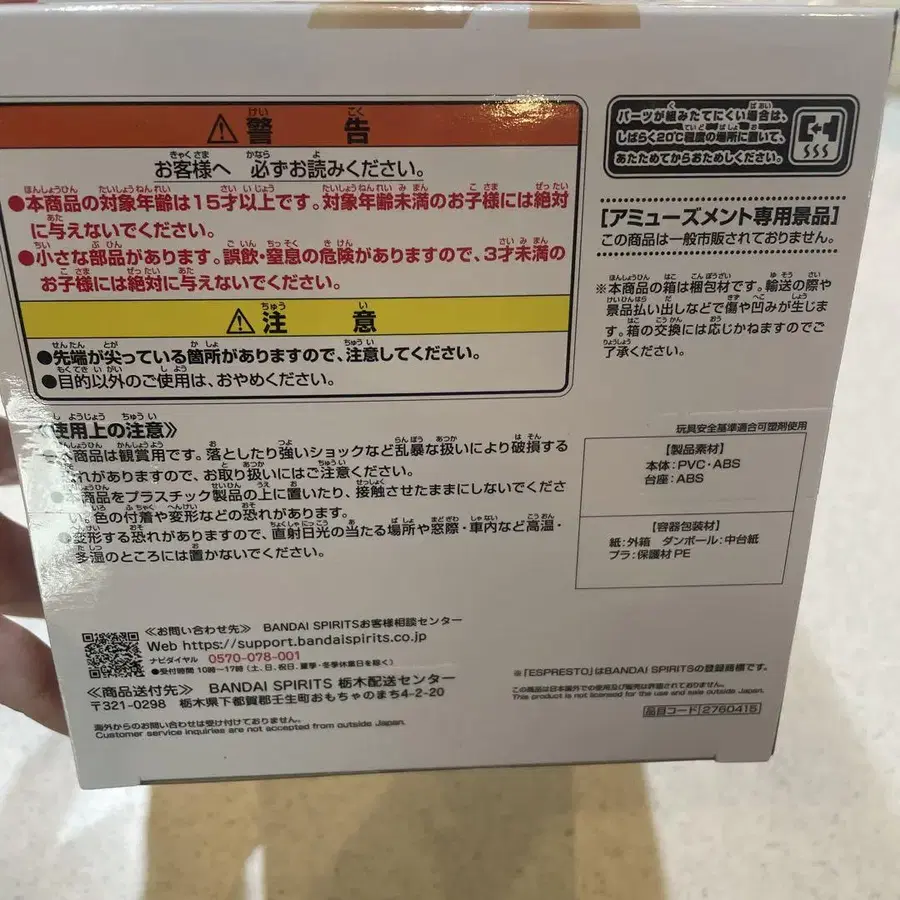 ⚠警告
お客様へ 必ずお読みください。
●本商品の対象年齢は15才以上です。対象年齢未満のお子様には絶対
に与えないでください。
●小さな部品があります。誤飲・窒息の危険がありますので、3才未満の
お子様には絶対に与えないでください。
⚠注意
●先端が尖っている箇所がありますので、注意してください。
●目的以外のご使用は、おやめください。
《使用上の注意》
商品は観賞用です。落としたり強いショックなど乱暴な扱いにより破損する
れがありますので、お取り扱いにはご注意ください。
商品をプラスチック製品の上に置いたり、接触させたままにしないでくださ
い。色の付着や変形などの恐れがあります。
●変形する恐れがありますので、直射日光の当たる場所や窓際・車内など高温・
多湿のところには置かないでください。
≪お問い合わせ先≫ BANDAI SPIRITSお客様相談センター
Web https://support.bandaispirits.co.jp
ナビダイヤル 0570-078-001
●受付時間 10時~17時(土、日、祝日、夏季・冬季休業日を除く)
≪商品送付先≫ BANDAI SPIRITS 栃木配送センター
〒321-0298 栃木県下都賀郡壬生町おもちゃのまち4-2-20
海外からのお問い合わせは受け付けておりません。
Customer service inquiries are not accepted from outside Japan.
パーツが組みたてにくい場合は、
しばらく20℃程度の場所に置いて、
あたためてからおためしください。
[アミューズメント専用景品]
この商品は一般市販されておりません。
※本商品の箱は梱包材です。輸送の際や
景品払い出しなどで傷や凹みが生じま
す。箱の交換には応じかねますのでご
了承ください。
玩具安全基準適合可塑剤使用
【製品素材】
本体:PVC・ABS
台座:ABS
【容器包装材】
紙:外箱 ダンボール:中台紙
プラ:保護材PE
※「ESPRESTO」はBANDAI SPIRITSの登録商標です。
この商品は日本国外での使用及び販売は許諾されておりません。
This product is not licensed for the use and sale outside Japan.
品目コード 2760415